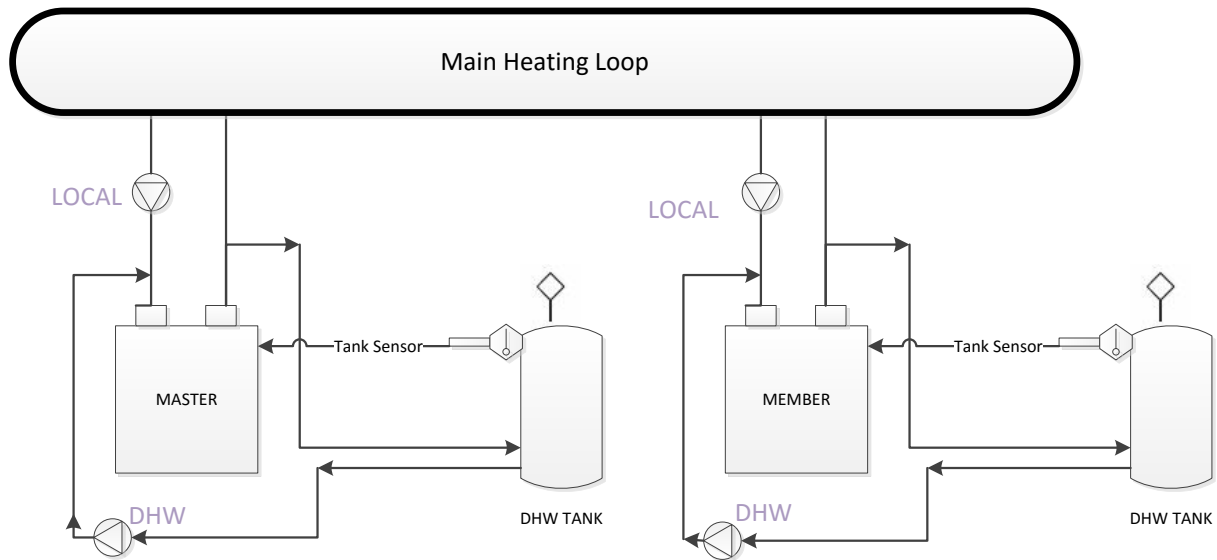 Main Heating Loop
LOCAL
LOCAL
Tank Sensor
Tank Sensor
MASTER
MEMBER
DHW
DHW
DHW TANK
DHW TANK